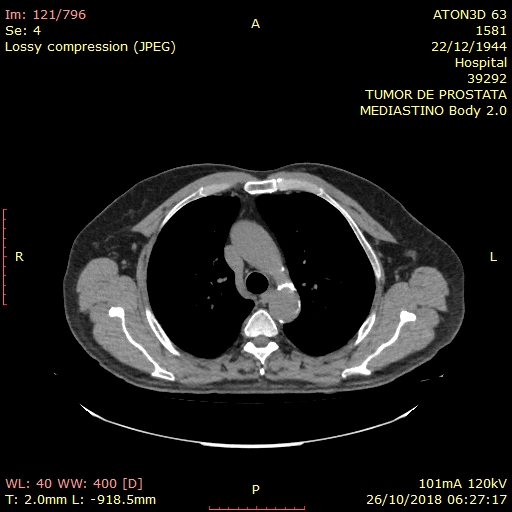 Im: 121/796
Se: 4
Lossy compression (JPEG)
A
ATON3D 63
1581
22/12/1944
Hospital
39292
TUMOR DE PROSTATA
MEDIASTINO Body 2.0
R
L
WL: 40 WW: 400 [D]
T: 2.0mm L: -918.5mm
P
101mA 120kV
26/10/2018 06:27:17